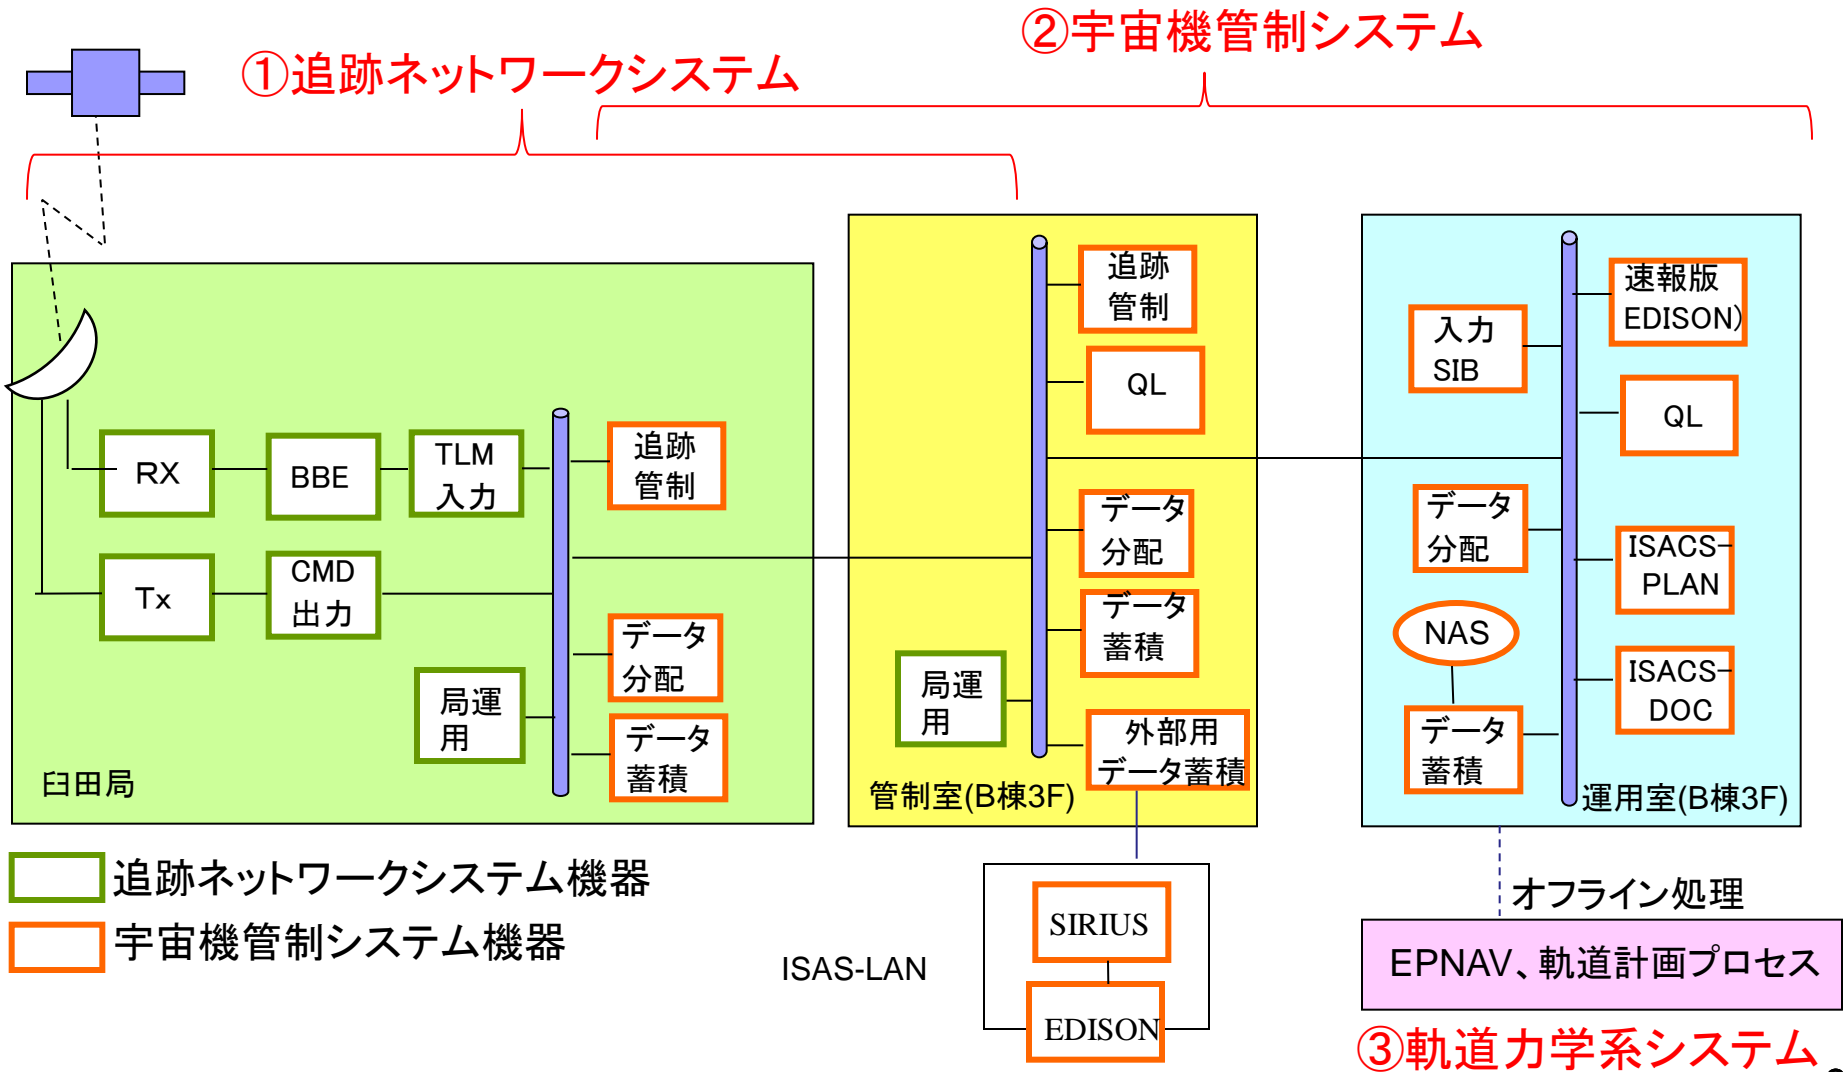 ②宇宙機管制システム
①追跡ネットワークシステム
追跡
管制
QL
データ
分配
データ
蓄積
局運
用
外部用
データ蓄積
管制室(B棟3F)
速報版
EDISON)
入力
SIB
QL
データ
分配
ISACS-
PLAN
NAS
ISACS-
DOC
データ
蓄積
運用室(B棟3F)
RX
BBE
TLM
入力
追跡
管制
Tx
CMD
出力
データ
分配
局運
用
データ
蓄積
臼田局
追跡ネットワークシステム機器
宇宙機管制システム機器
ISAS-LAN
SIRIUS
EDISON
オフライン処理
EPNAV、軌道計画プロセス
③軌道力学系システム